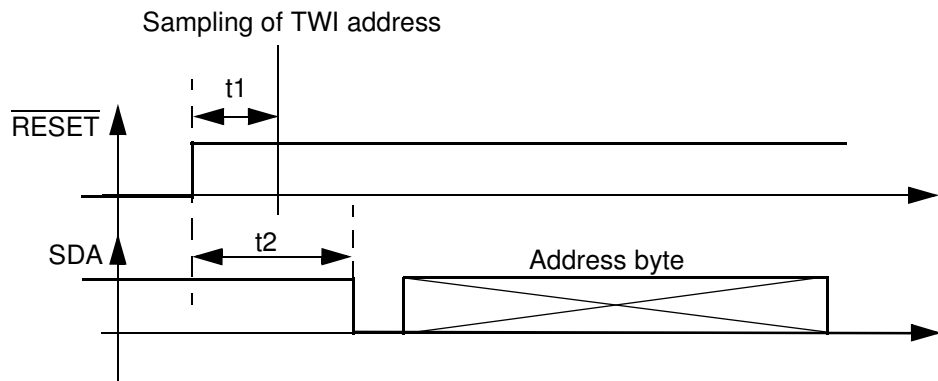 Sampling of TWI address
t1
RESET
t2
SDA
Address byte